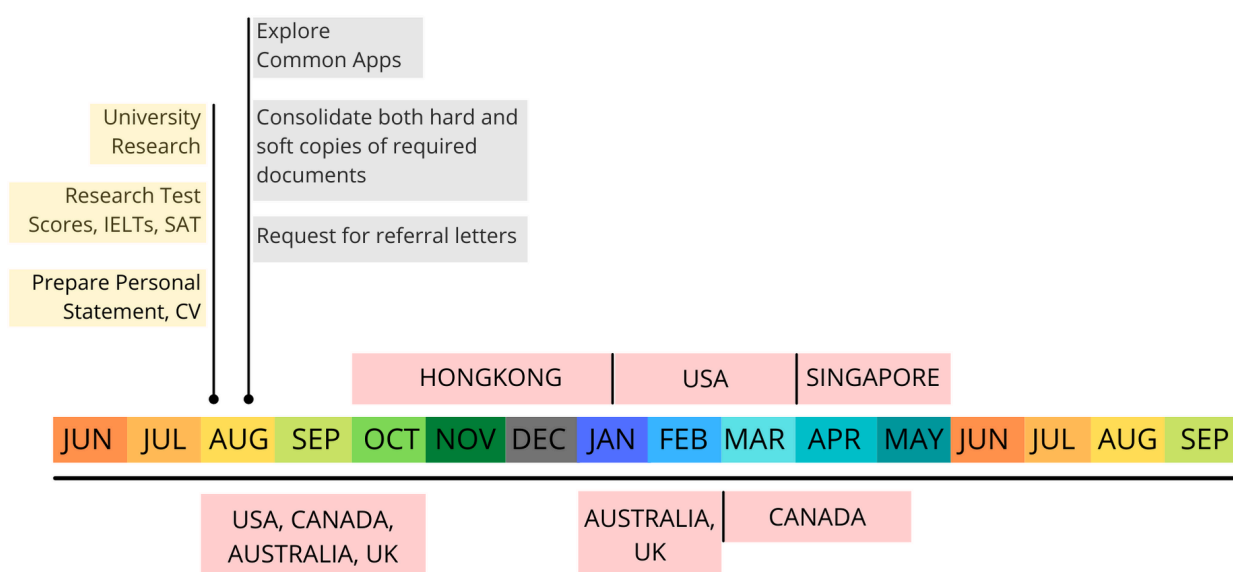 Explore
Common Apps
University
Research
Consolidate both hard and
soft copies of required
documents
Research Test
Scores, IELTs, SAT
Request for referral letters
Prepare Personal
Statement, CV
HONGKONG
USA
SINGAPORE
JUN JUL AUG SEP OCT NOV DEC JAN FEB MAR APR MAY JUN JUL AUG SEP
USA, CANADA,
AUSTRALIA, UK
AUSTRALIA,
UK
CANADA